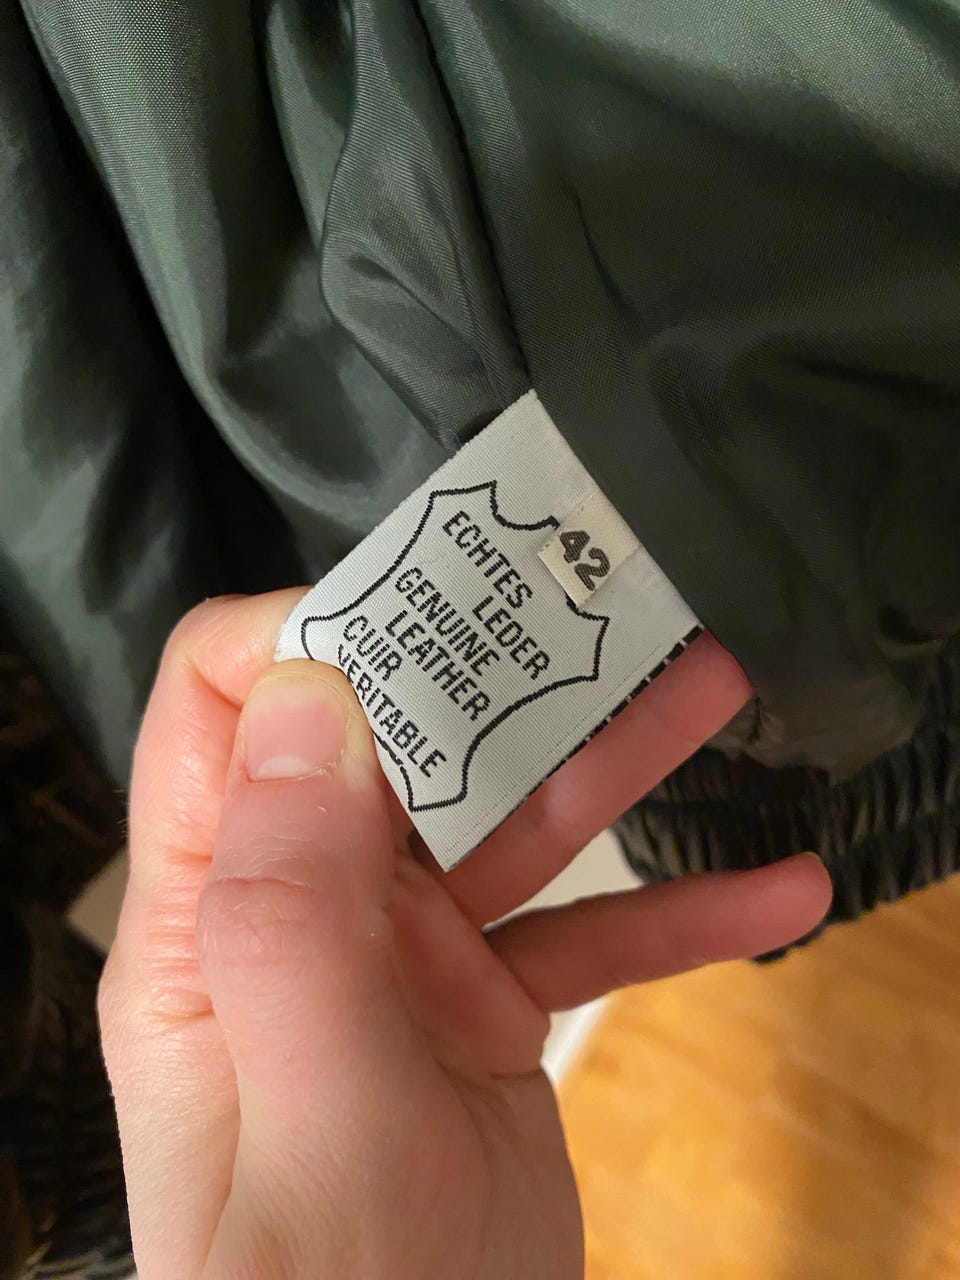 42
ECHTES
LEDER
GENUINE
LEATHER
CUIR
VERITABLE